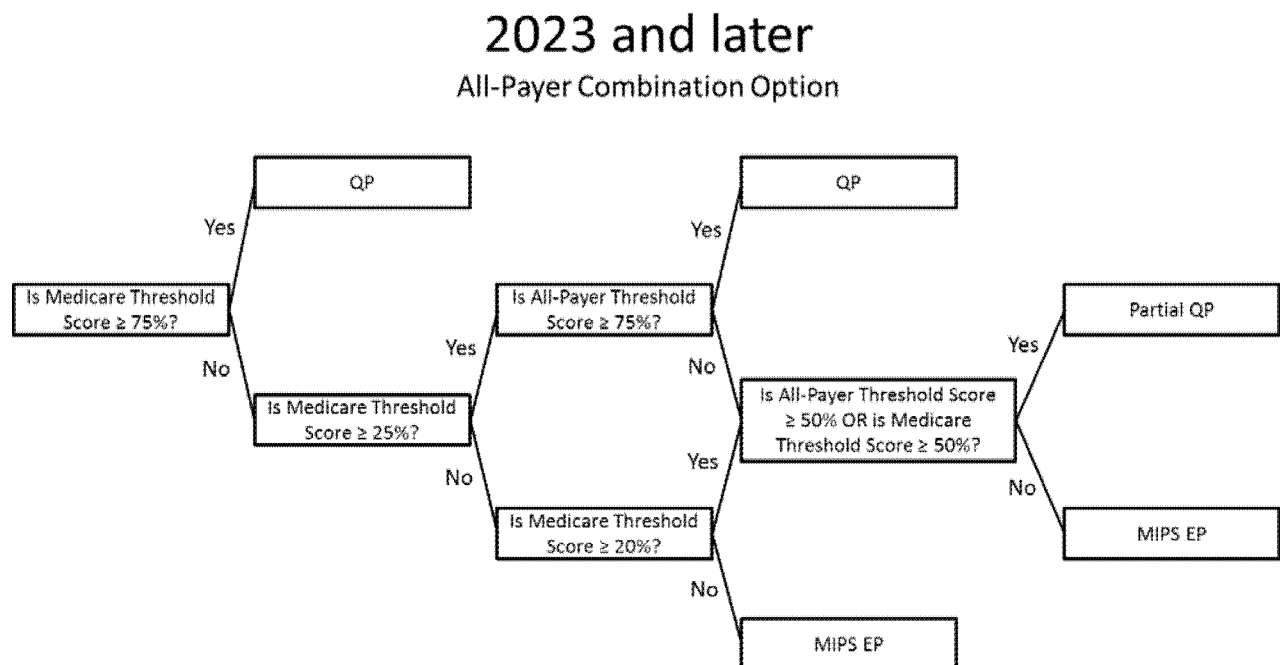 2023 and later
All-Payer Combination Option
QP
QP
Yes
Yes
Is Medicare Threshold
Score ≥ 75%?
Is All-Payer Threshold
Score ≥ 75%?
Partial QP
Yes
Yes
No
No
Is Medicare Threshold
Score ≥ 25%?
Is All-Payer Threshold Score
≥ 50% OR is Medicare
Threshold Score ≥ 50%?
Yes
No
No
Is Medicare Threshold
Score ≥ 20%?
MIPS EP
No
MIPS EP